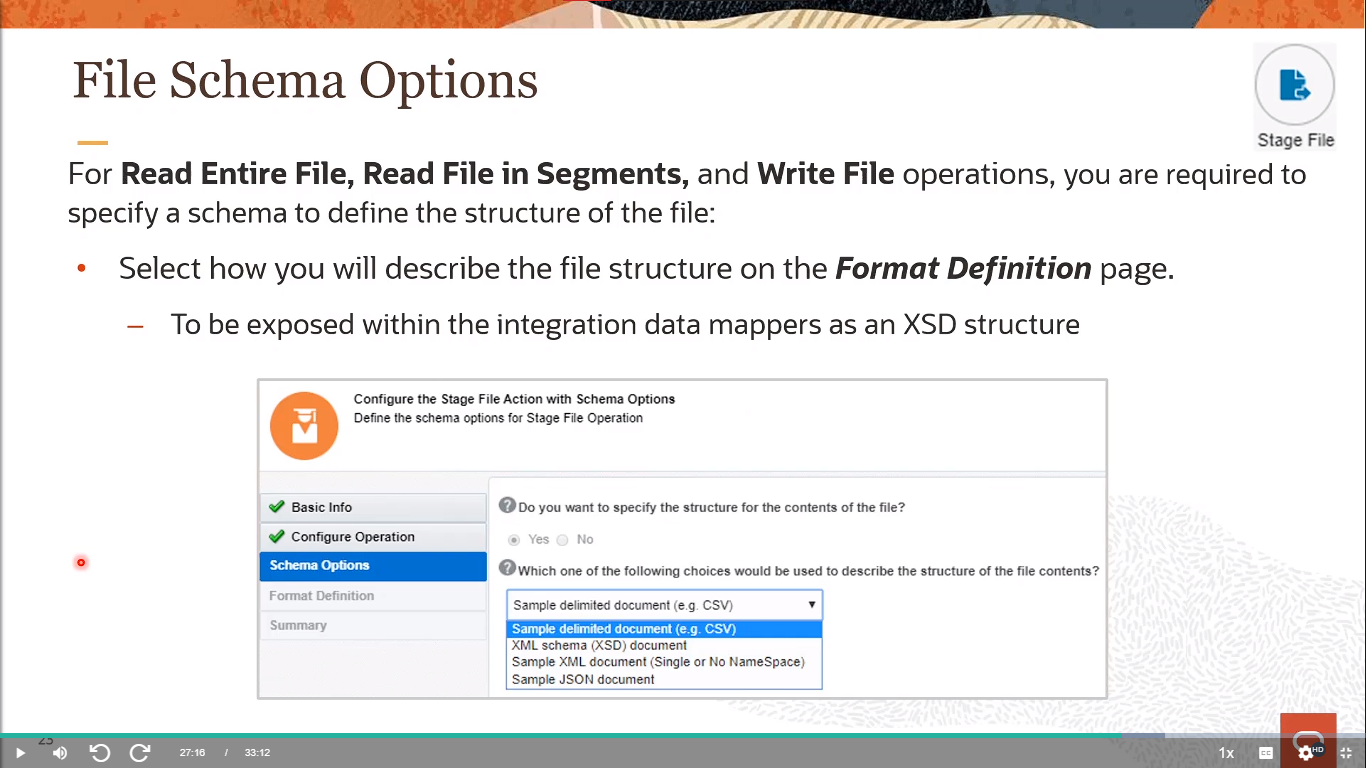 File Schema Options
Stage File
For Read Entire File, Read File in Segments, and Write File operations, you are required to
specify a schema to define the structure of the file:
• Select how you will describe the file structure on the Format Definition page.
– To be exposed within the integration data mappers as an XSD structure
Configure the Stage File Action with Schema Options
Define the schema options for Stage File Operation
Basic Info
Configure Operation
Schema Options
Format Definition
Summary
Do you want to specify the structure for the contents of the file?
Yes No
Which one of the following choices would be used to describe the structure of the file contents?
Sample delimited document (e.g. CSV)
Sample delimited document (e.g. CSV)
XML schema (XSD) document
Sample XML document (Single or No NameSpace)
Sample JSON document
23
27:16 / 33:12
1x
CC
HD